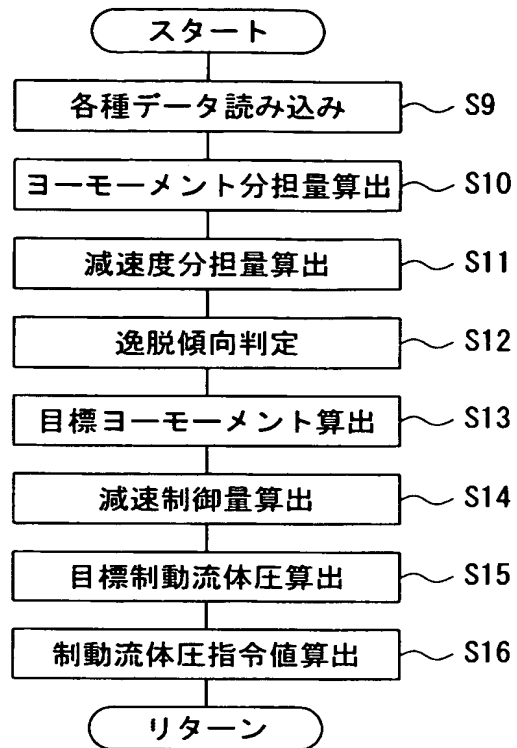 スタート
各種データ読み込み S9
ヨーモーメント分担量算出 S10
減速度分担量算出 S11
逸脱傾向判定 S12
目標ヨーモーメント算出 S13
減速制御量算出 S14
目標制動流体圧算出 S15
制動流体圧指令値算出 S16
リターン